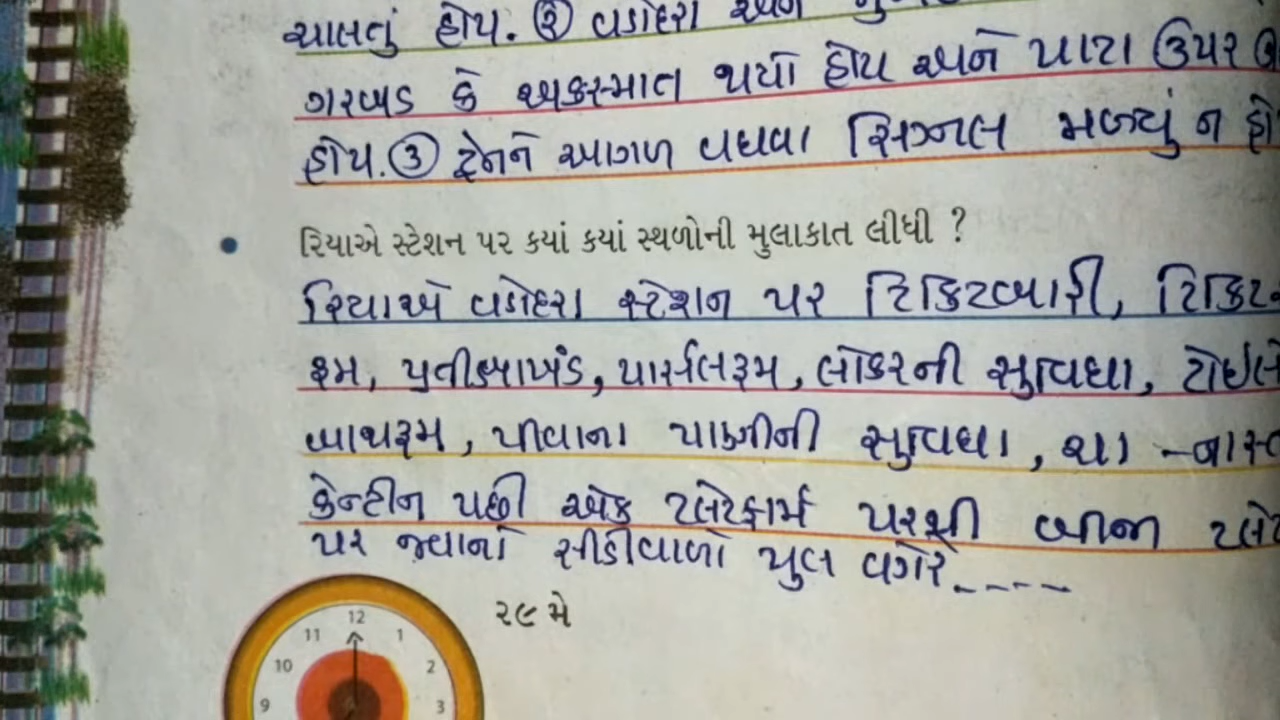 ચાલતું હોય. ② વડોદરા અને
ગરબડ કે અકસ્માત થયો હોય અને પાટા ઉપર
હોય. ③ ટ્રેનને આગળ વધવા સિગ્નલ મળ્યું ન
રિયાએ સ્ટેશન પર કયાં કયાં સ્થળોની મુલાકાત લીધી ?
રિયાએ વડોદરા સ્ટેશન પર ટિકિટબારી, ટિકિટ
રૂમ, પ્રતીક્ષાખંડ, પાર્સલરૂમ, લોકરની સુવિધા,
બાથરૂમ, પીવાના પાણીની સુવિધા, ચા -
કેન્ટીન પછી એક પ્લેટફાર્મ પરથી બીજા
પર જવાનો સીડીવાળો પુલ વગેરે.----
૨૯ મે
12
11 1
10 2
9 3